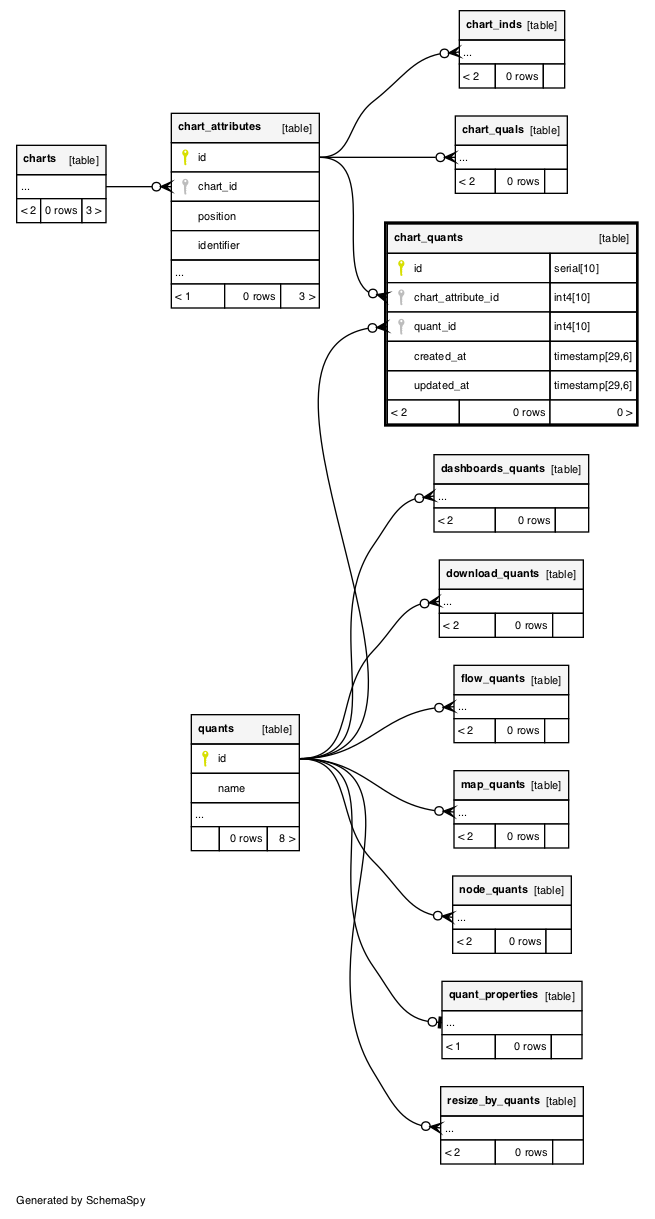 chart_inds [table]
...
< 2 0 rows
chart_quals [table]
...
< 2 0 rows
charts [table]
...
< 2 0 rows 3 >
chart_attributes [table]
id
chart_id
position
identifier
...
< 1 0 rows 3 >
chart_quants [table]
id serial[10]
chart_attribute_id int4[10]
quant_id int4[10]
created_at timestamp[29,6]
updated_at timestamp[29,6]
< 2 0 rows 0 >
dashboards_quants [table]
...
< 2 0 rows
download_quants [table]
...
< 2 0 rows
flow_quants [table]
...
< 2 0 rows
quants [table]
id
name
...
0 rows 8 >
map_quants [table]
...
< 2 0 rows
node_quants [table]
...
< 2 0 rows
quant_properties [table]
...
< 1 0 rows
resize_by_quants [table]
...
< 2 0 rows
Generated by SchemaSpy